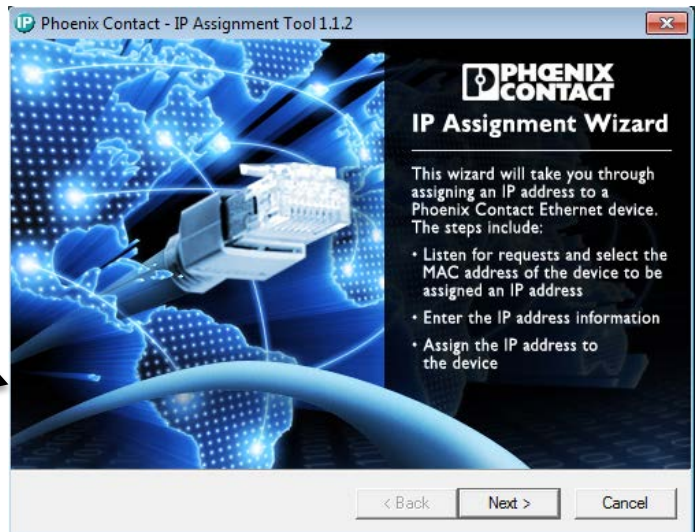 IP Phoenix Contact - IP Assignment Tool 1.1.2
PHŒNIX
CONTACT
IP Assignment Wizard
This wizard will take you through
assigning an IP address to a
Phoenix Contact Ethernet device.
The steps include:
• Listen for requests and select the
MAC address of the device to be
assigned an IP address
• Enter the IP address information
• Assign the IP address to
the device
< Back Next > Cancel